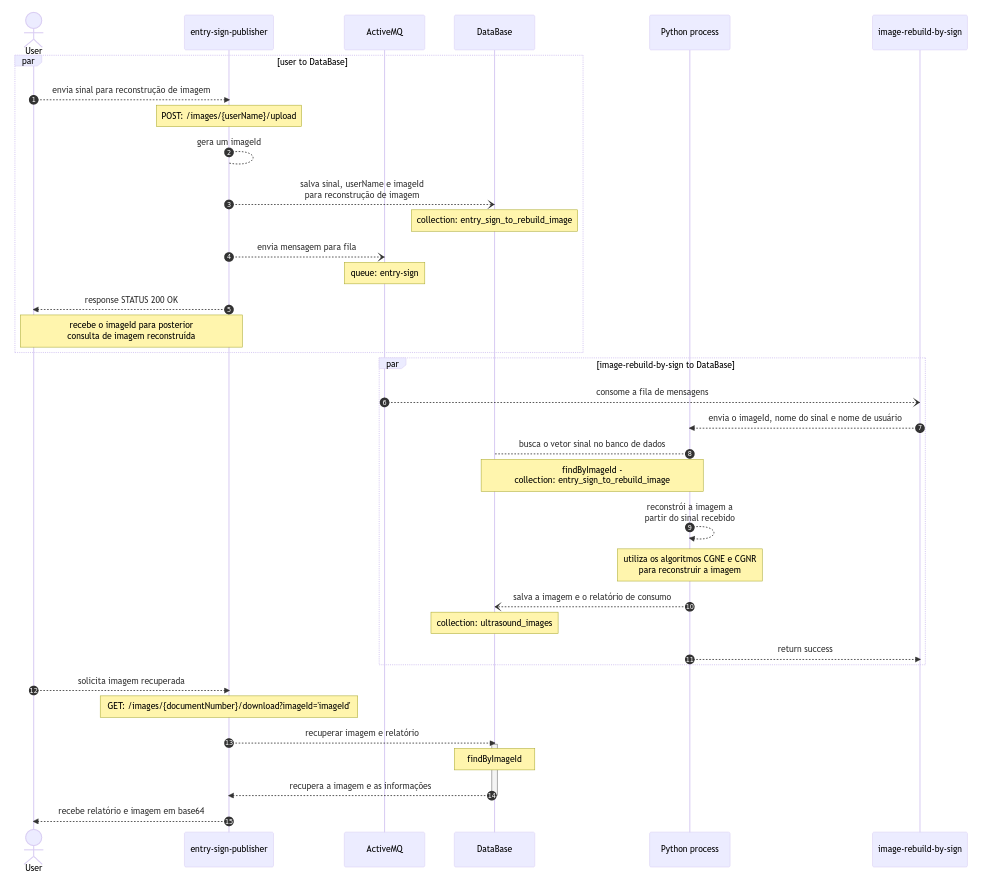 User
entry-sign-publisher
ActiveMQ
DataBase
Python process
image-rebuild-by-sign
par
[user to DataBase]
1
envia sinal para reconstrução de imagem
POST: /images/{userName}/upload
gera um imageId
2
salva sinal, userName e imageId
para reconstrução de imagem
3
collection: entry_sign_to_rebuild_image
envia mensagem para fila
4
queue: entry-sign
response STATUS 200 OK
5
recebe o imageId para posterior
consulta de imagem reconstruída
par
[image-rebuild-by-sign to DataBase]
consome a fila de mensagens
6
envia o imageId, nome do sinal e nome de usuário
7
busca o vetor sinal no banco de dados
8
findByImageId -
collection: entry_sign_to_rebuild_image
reconstrói a imagem a
partir do sinal recebido
9
utiliza os algoritmos CGNE e CGNR
para reconstruir a imagem
salva a imagem e o relatório de consumo
10
collection: ultrasound_images
return success
11
solicita imagem recuperada
12
GET: /images/{documentNumber}/download?imageId='imageId'
recuperar imagem e relatório
13
findByImageId
recupera a imagem e as informações
14
recebe relatório e imagem em base64
15
User
entry-sign-publisher
ActiveMQ
DataBase
Python process
image-rebuild-by-sign